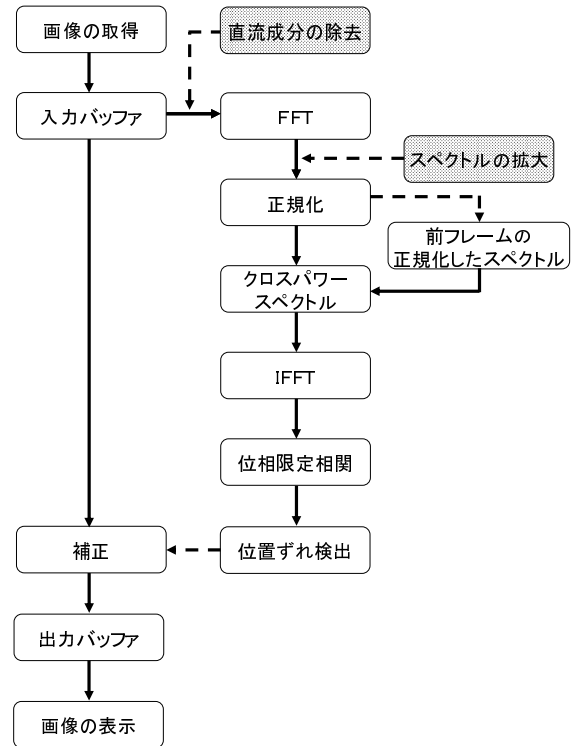 画像の取得
直流成分の除去
入力バッファ
FFT
スペクトルの拡大
正規化
前フレームの
正規化したスペクトル
クロスパワー
スペクトル
IFFT
位相限定相関
補正
位置ずれ検出
出力バッファ
画像の表示